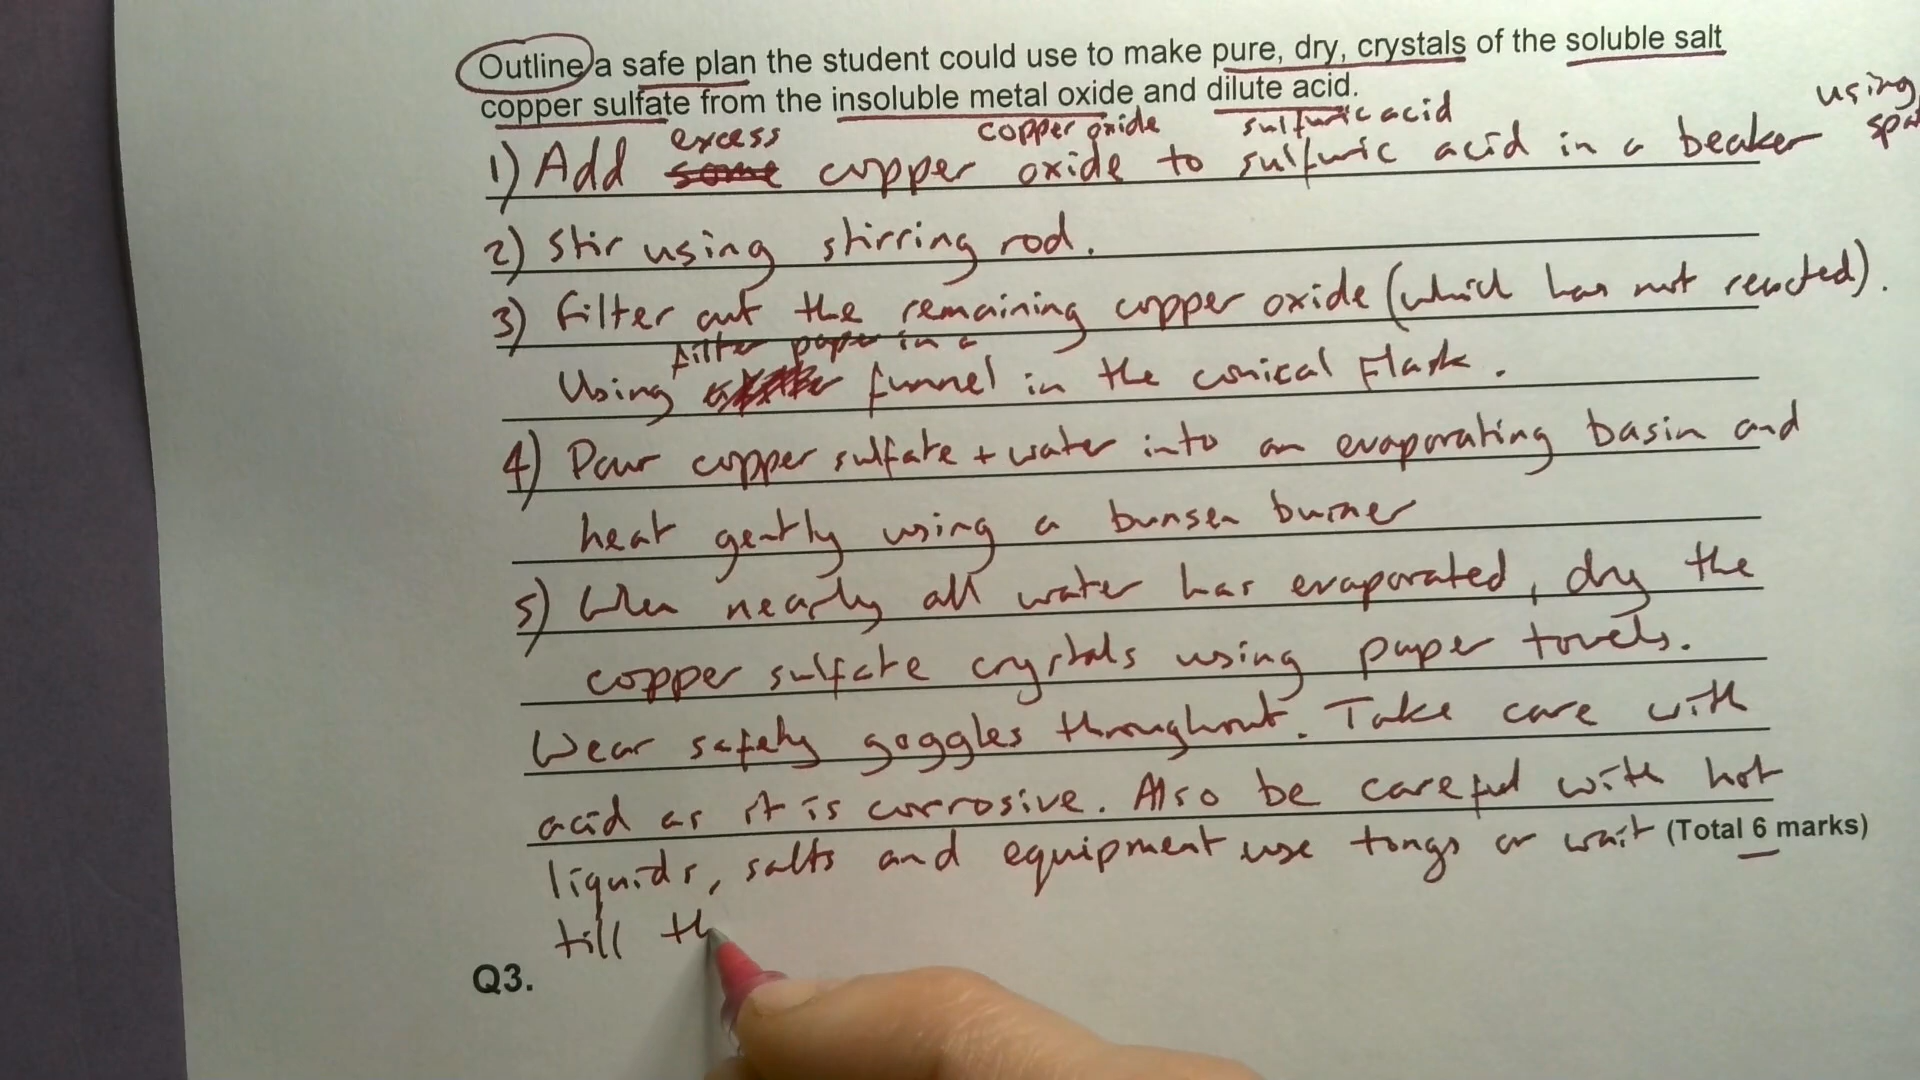 Outline a safe plan the student could use to make pure, dry, crystals of the soluble salt
copper sulfate from the insoluble metal oxide and dilute acid.
copper oxide sulfuric acid
excess using
1) Add some copper oxide to sulfuric acid in a beaker
2) Stir using stirring rod.
3) Filter out the remaining copper oxide (which has not reacted).
filter paper in a
Using funnel in the conical flask.
4) Pour copper sulfate + water into an evaporating basin and
heat gently using a bunsen burner
5) When nearly all water has evaporated, dry the
copper sulfate crystals using paper towels.
Wear safety goggles throughout. Take care with
acid as it is corrosive. Also be careful with hot
liquids, salts and equipment use tongs or wait (Total 6 marks)
till th
Q3.